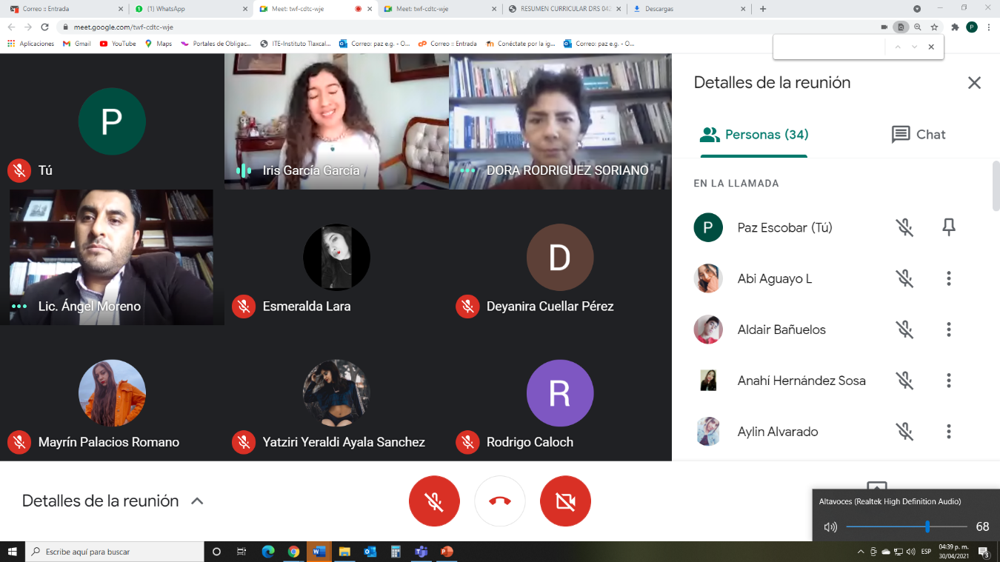 Correo :: Entrada
(1) WhatsApp
Meet: twf-cdtc-wje
Meet: twf-cdtc-wje
RESUMEN CURRICULAR DRS 042
Descargas
meet.google.com/twf-cdtc-wje
P
Aplicaciones
Gmail
YouTube
Maps
Portales de Obligac...
ITE-Instituto Tlaxcal...
Correo: paz e.g. - O...
Correo :: Entrada
Conéctate por la ig...
Correo: paz e.g. - O...
P
Tú
Iris García García
DORA RODRIGUEZ SORIANO
Lic. Ángel Moreno
Esmeralda Lara
D
Deyanira Cuellar Pérez
Mayrín Palacios Romano
Yatziri Yeraldi Ayala Sanchez
R
Rodrigo Caloch
Detalles de la reunión
Personas (34)
Chat
EN LA LLAMADA
P
Paz Escobar (Tú)
Abi Aguayo L
Aldair Bañuelos
Anahí Hernández Sosa
Aylin Alvarado
Detalles de la reunión
Altavoces (Realtek High Definition Audio)
68
Escribe aquí para buscar
ESP
04:39 p. m.
30/04/2021
3